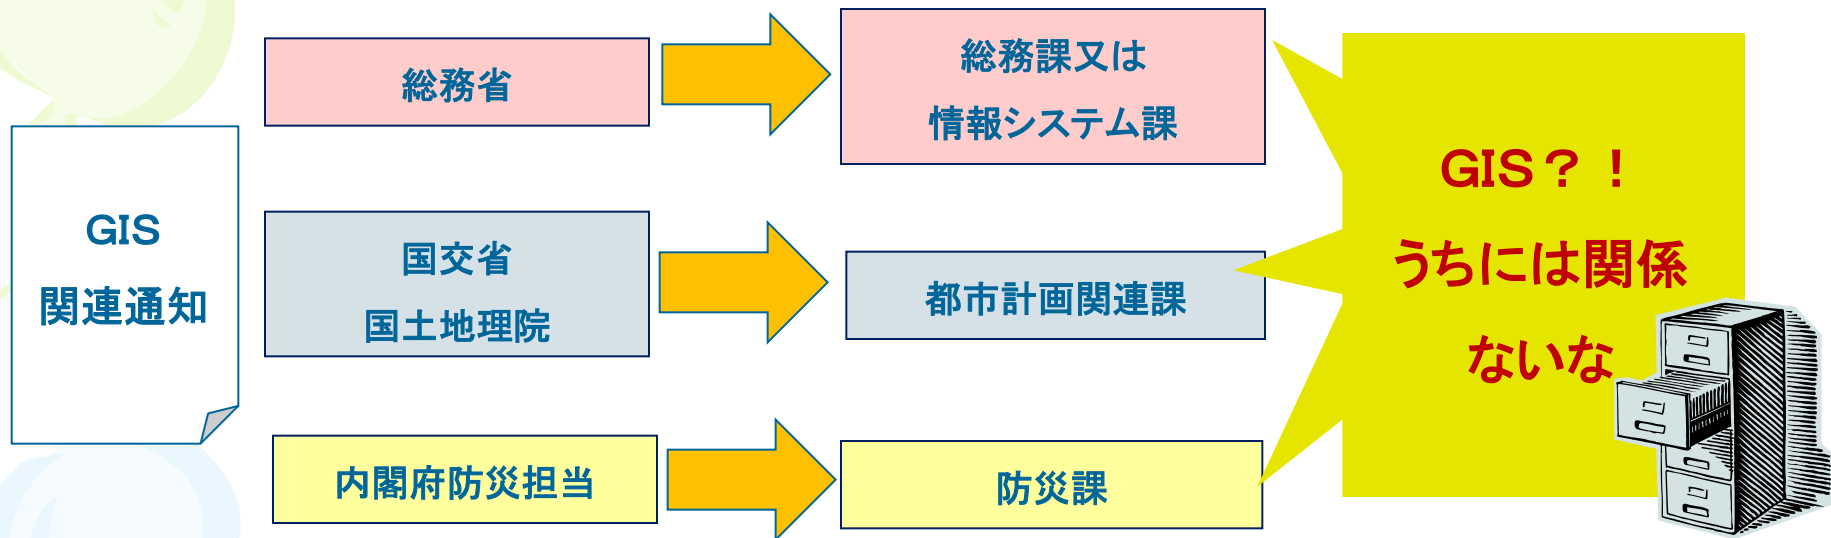 GIS
関連通知
総務省
総務課又は
情報システム課
国交省
国土地理院
都市計画関連課
内閣府防災担当
防災課
GIS？！
うちには関係
ないな